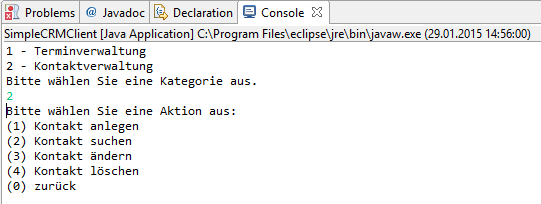 Problems @ Javadoc Declaration Console
SimpleCRMClient [Java Application] C:\Program Files\eclipse\jre\bin\javaw.exe (29.01.2015 14:56:00)
1 - Terminverwaltung
2 - Kontaktverwaltung
Bitte wählen Sie eine Kategorie aus.
2
Bitte wählen Sie eine Aktion aus:
(1) Kontakt anlegen
(2) Kontakt suchen
(3) Kontakt ändern
(4) Kontakt löschen
(0) zurück